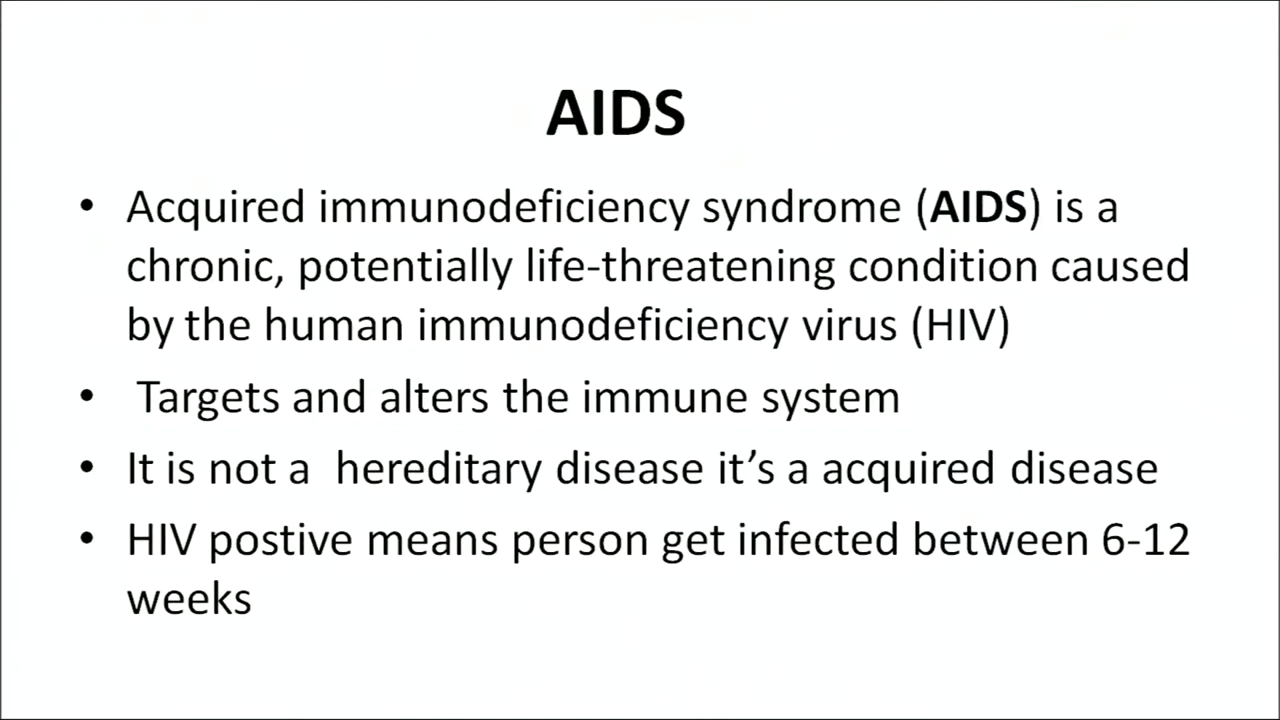 AIDS
• Acquired immunodeficiency syndrome (AIDS) is a
chronic, potentially life-threatening condition caused
by the human immunodeficiency virus (HIV)
• Targets and alters the immune system
• It is not a hereditary disease it’s a acquired disease
• HIV postive means person get infected between 6-12
weeks